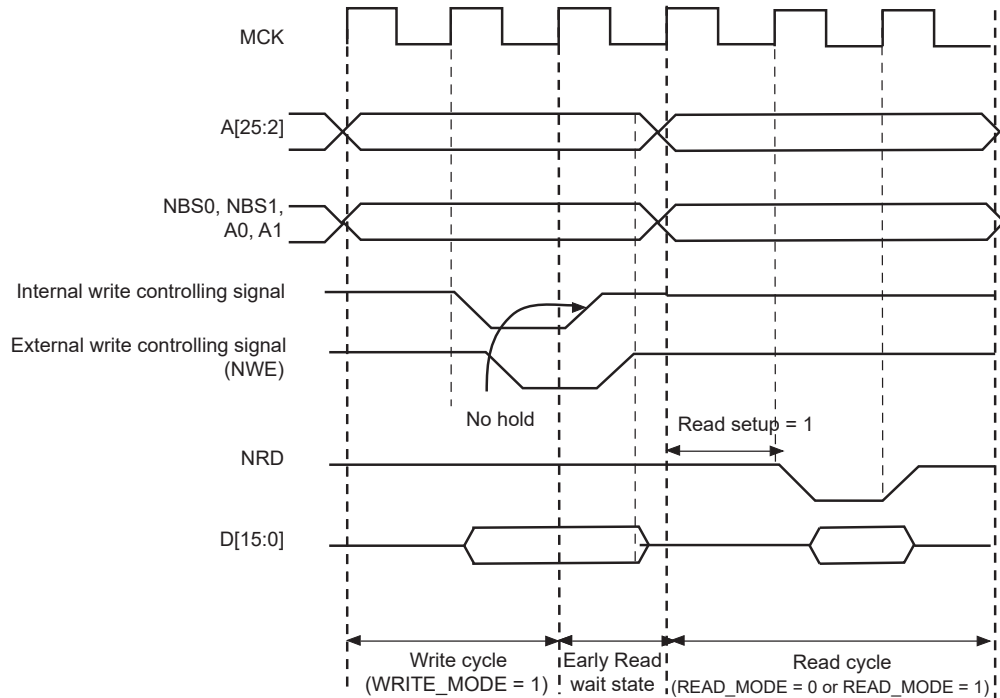 MCK
A[25:2]
NBS0, NBS1,
A0, A1
Internal write controlling signal
External write controlling signal
(NWE)
No hold
Read setup = 1
NRD
D[15:0]
Write cycle
(WRITE_MODE = 1)
Early Read
wait state
Read cycle
(READ_MODE = 0 or READ_MODE = 1)